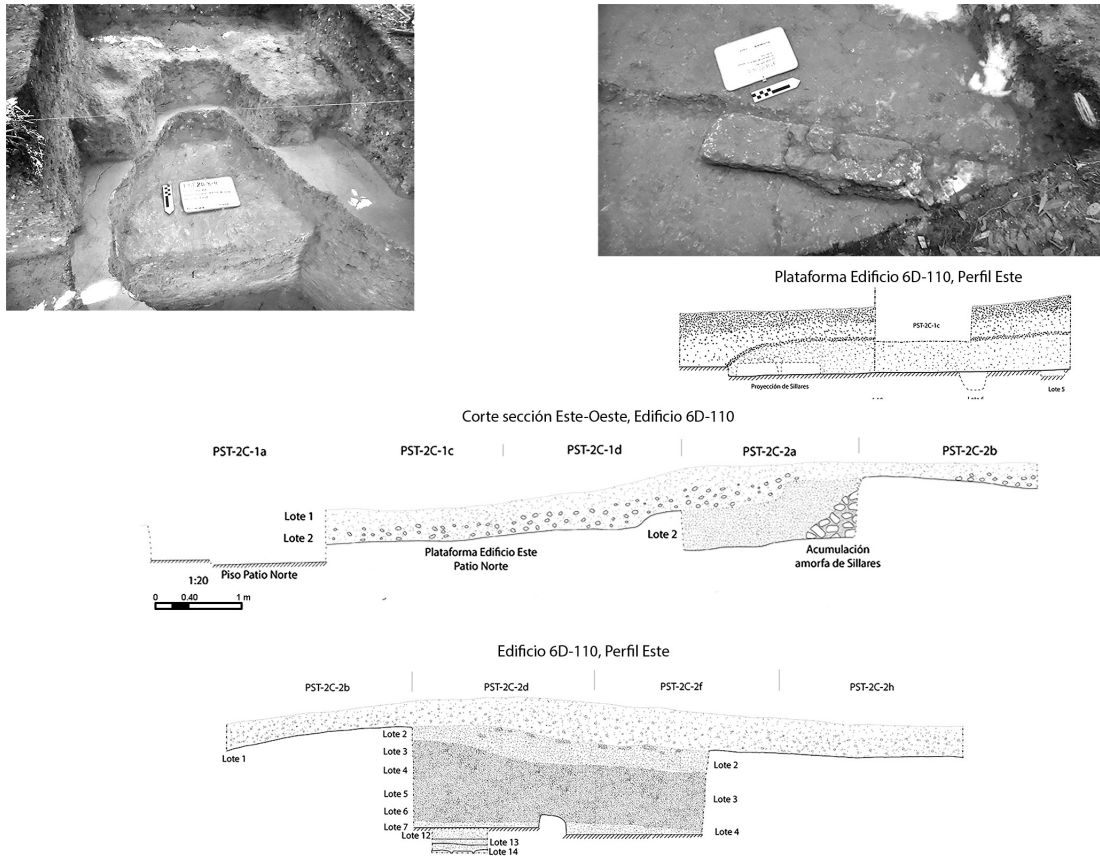 Plataforma Edificio 6D-110, Perfil Este
PST-2C-1c
Proyección de Sillares
Lote 5
Corte sección Este-Oeste, Edificio 6D-110
PST-2C-1a PST-2C-1c PST-2C-1d PST-2C-2a PST-2C-2b
Lote 1
Lote 2
Lote 2
Plataforma Edificio Este
Patio Norte
Acumulación
amorfa de Sillares
Piso Patio Norte
1:20
0 0.40 1 m
Edificio 6D-110, Perfil Este
PST-2C-2b PST-2C-2d PST-2C-2f PST-2C-2h
Lote 1
Lote 2
Lote 3
Lote 4
Lote 5
Lote 6
Lote 7
Lote 12
Lote 13
Lote 14
Lote 2
Lote 3
Lote 4